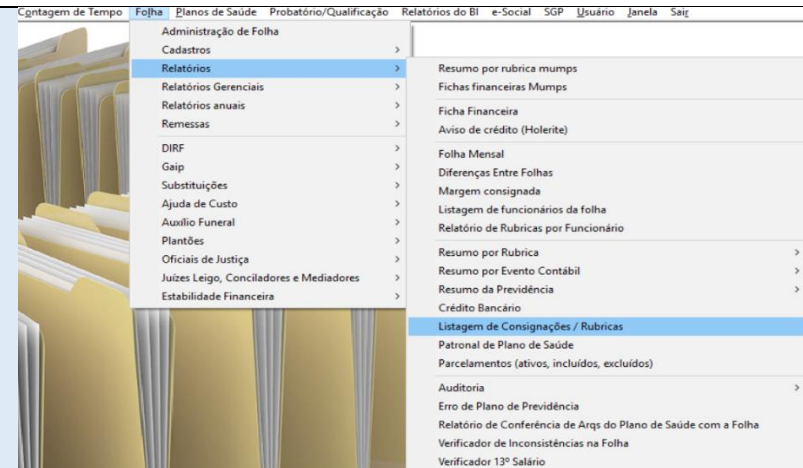 Contagem de Tempo Folha Planos de Saúde Probatório/Qualificação Relatórios do BI e-Social SGP Usuário Janela Sair
Administração de Folha
Cadastros
Relatórios
Relatórios Gerenciais
Relatórios anuais
Remessas
DIRF
Gaip
Substituições
Ajuda de Custo
Auxílio Funeral
Plantões
Oficiais de Justiça
Juízes Leigo, Conciladores e Mediadores
Estabilidade Financeira
Resumo por rubrica mumps
Fichas financeiras Mumps
Ficha Financeira
Aviso de crédito (Holerite)
Folha Mensal
Diferenças Entre Folhas
Margem consignada
Listagem de funcionários da folha
Relatório de Rubricas por Funcionário
Resumo por Rubrica
Resumo por Evento Contábil
Resumo da Previdência
Crédito Bancário
Listagem de Consignações / Rubricas
Patronal de Plano de Saúde
Parcelamentos (ativos, incluídos, excluídos)
Auditoria
Erro de Plano de Previdência
Relatório de Conferência de Arqs do Plano de Saúde com a Folha
Verificador de Inconsistências na Folha
Verificador 13º Salário